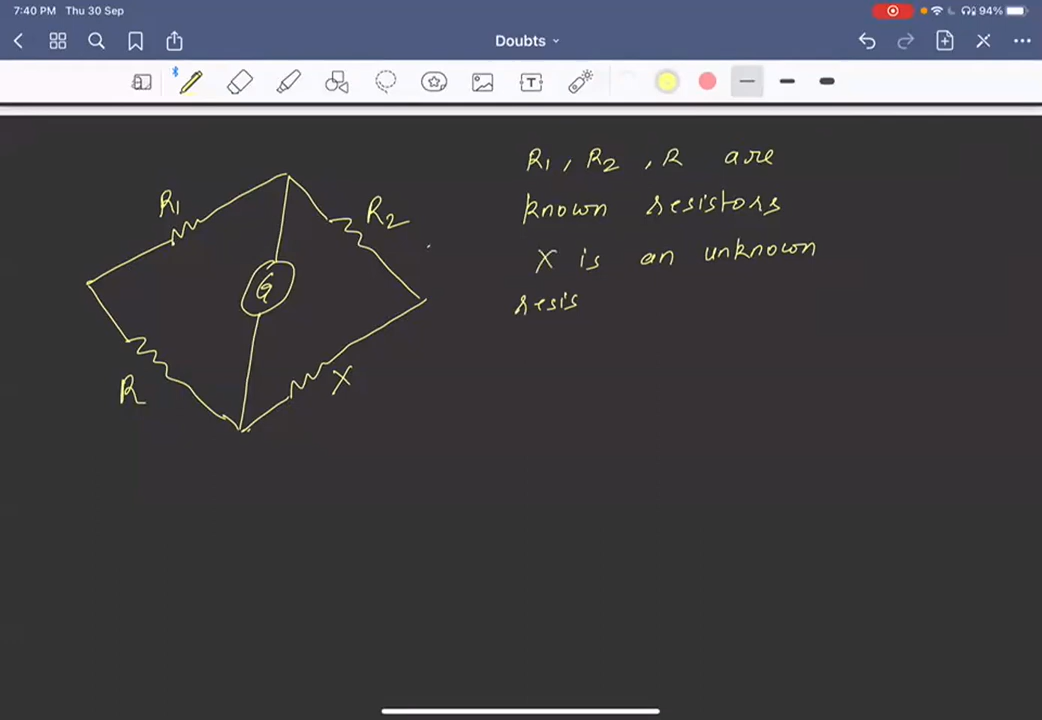 7:40 PM Thu 30 Sep
94%
Doubts
T
R1, R2, R are
known resistors
X is an unknown
resis
R1
R2
G
R
X